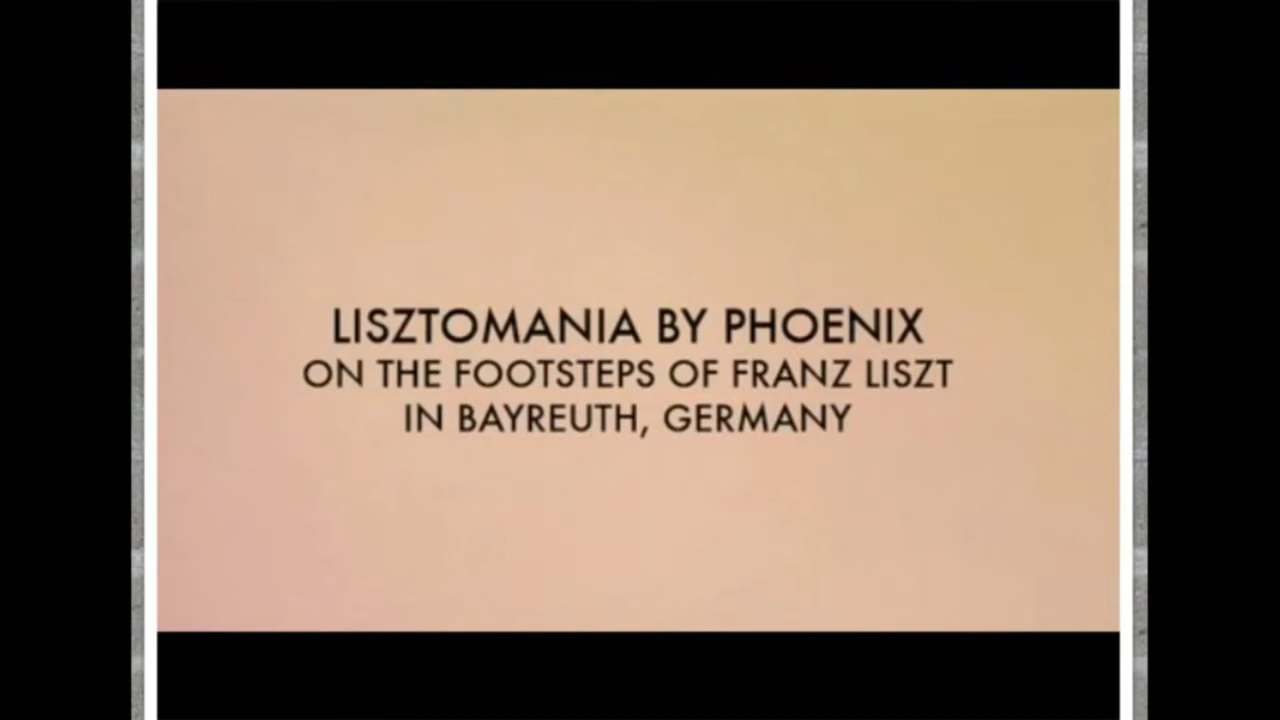 LISZTOMANIA BY PHOENIX
ON THE FOOTSTEPS OF FRANZ LISZT
IN BAYREUTH, GERMANY